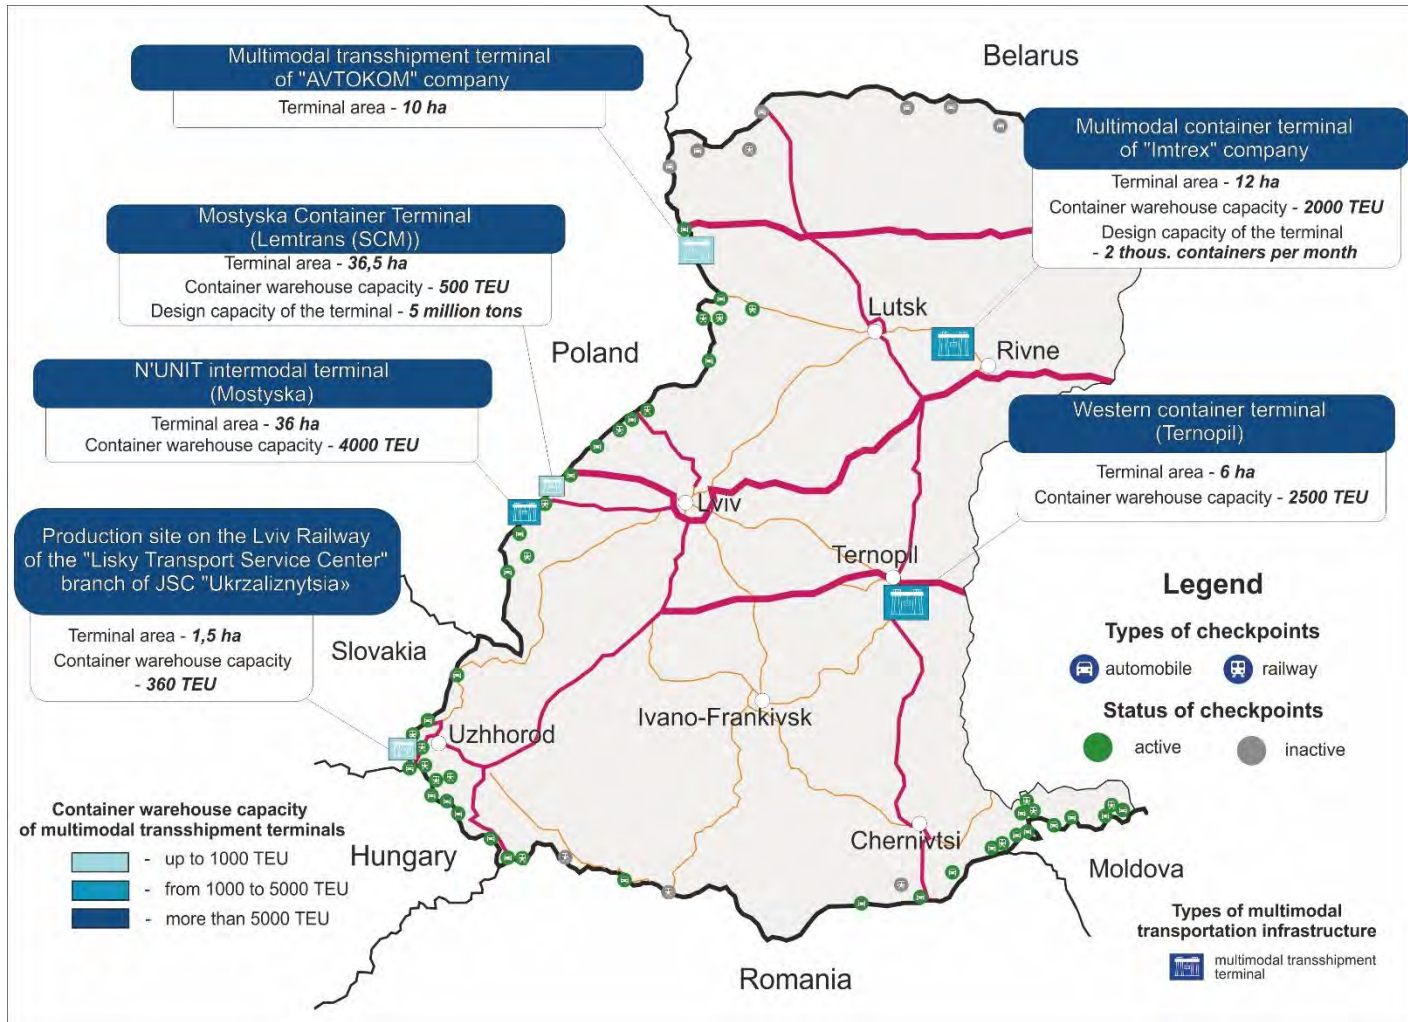 Belarus
Multimodal transshipment terminal
of "AVTOKOM" company
Terminal area - 10 ha
Multimodal container terminal
of "Imtrex" company
Terminal area - 12 ha
Container warehouse capacity - 2000 TEU
Design capacity of the terminal
- 2 thous. containers per month
Mostyska Container Terminal
(Lemtrans (SCM))
Terminal area - 36,5 ha
Container warehouse capacity - 500 TEU
Design capacity of the terminal - 5 million tons
Lutsk
Poland
Rivne
N'UNIT intermodal terminal
(Mostyska)
Terminal area - 36 ha
Container warehouse capacity - 4000 TEU
Western container terminal
(Ternopil)
Terminal area - 6 ha
Container warehouse capacity - 2500 TEU
Lviv
Production site on the Lviv Railway
of the "Lisky Transport Service Center"
branch of JSC "Ukrzaliznytsia»
Terminal area - 1,5 ha
Container warehouse capacity
- 360 TEU
Ternopil
Slovakia
Ivano-Frankivsk
Uzhhorod
Legend
Types of checkpoints
automobile
railway
Status of checkpoints
active
inactive
Container warehouse capacity
of multimodal transshipment terminals
- up to 1000 TEU
- from 1000 to 5000 TEU
- more than 5000 TEU
Hungary
Chernivtsi
Moldova
Romania
Types of multimodal
transportation infrastructure
multimodal transshipment
terminal